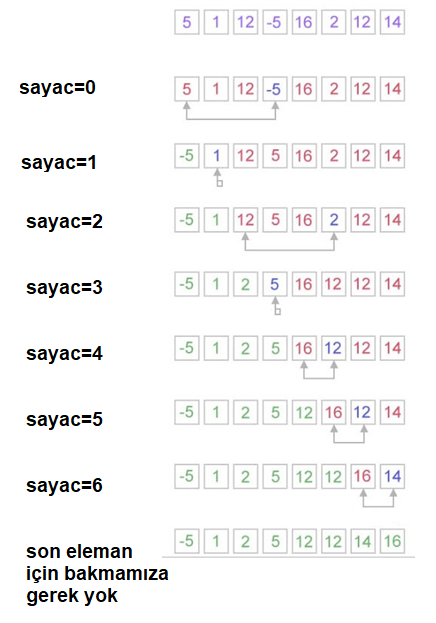 5 1 12 -5 16 2 12 14
sayac=0
5 1 12 -5 16 2 12 14
sayac=1
-5 1 12 5 16 2 12 14
sayac=2
-5 1 12 5 16 2 12 14
sayac=3
-5 1 2 5 16 12 12 14
sayac=4
-5 1 2 5 16 12 12 14
sayac=5
-5 1 2 5 12 16 12 14
sayac=6
-5 1 2 5 12 12 16 14
-5 1 2 5 12 12 14 16
son eleman
için bakmamıza
gerek yok